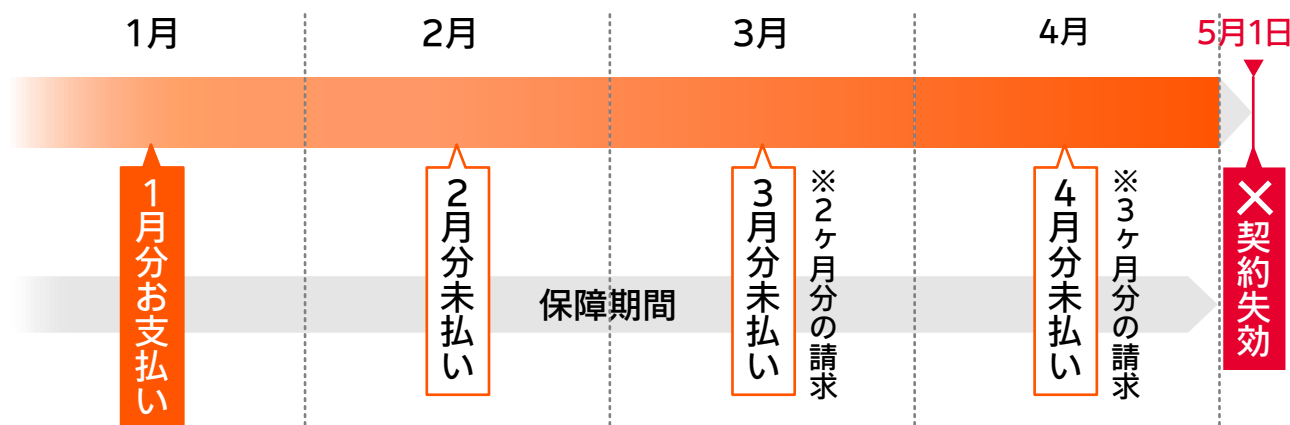 1月
2月
3月
4月
5月1日
1月分お支払い
2月分未払い
3月分未払い
※2ヶ月分の請求
4月分未払い
※3ヶ月分の請求
×契約失効
保障期間